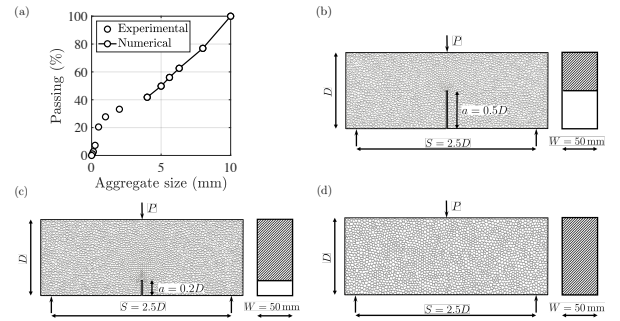 (a)
100
80
60
40
20
0
0
5
10
Passing (%)
Aggregate size (mm)
Experimental
Numerical
(b)
P
D
a = 0.5D
S = 2.5D
W = 50 mm
(c)
P
D
a = 0.2D
S = 2.5D
W = 50 mm
(d)
P
D
S = 2.5D
W = 50 mm